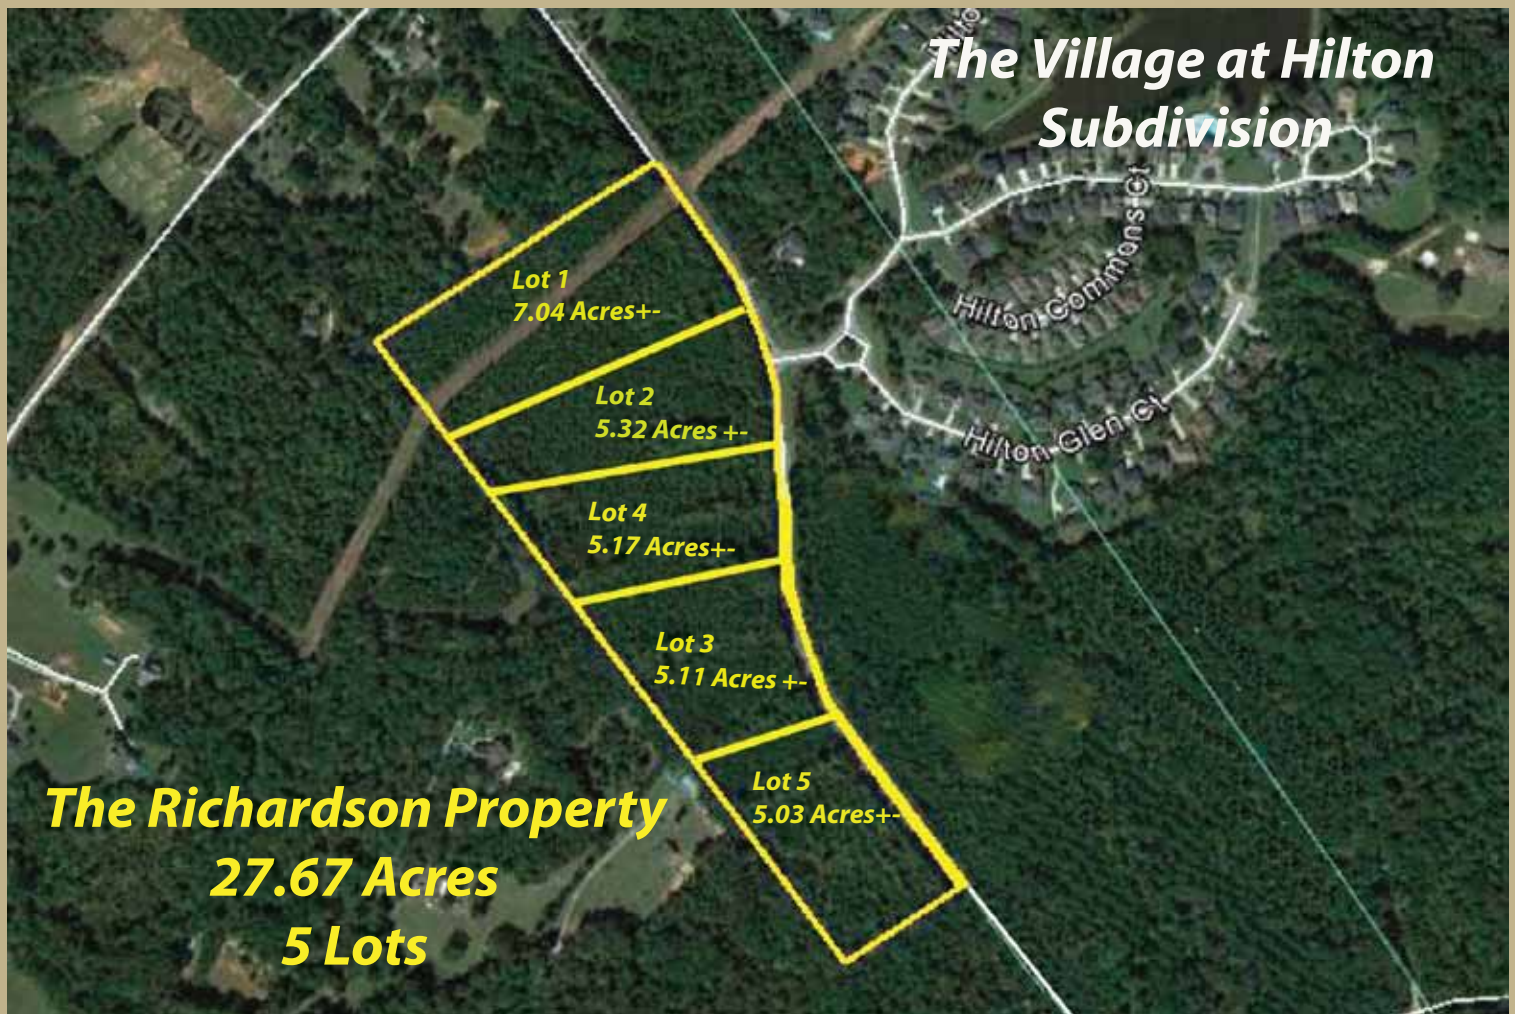 The Village at Hilton
Subdivision
Hilto
Hilton Commons Ct
Hilton Glen Ct
Lot 1
7.04 Acres+-
Lot 2
5.32 Acres +-
Lot 4
5.17 Acres+-
Lot 3
5.11 Acres +-
Lot 5
5.03 Acres+-
The Richardson Property
27.67 Acres
5 Lots